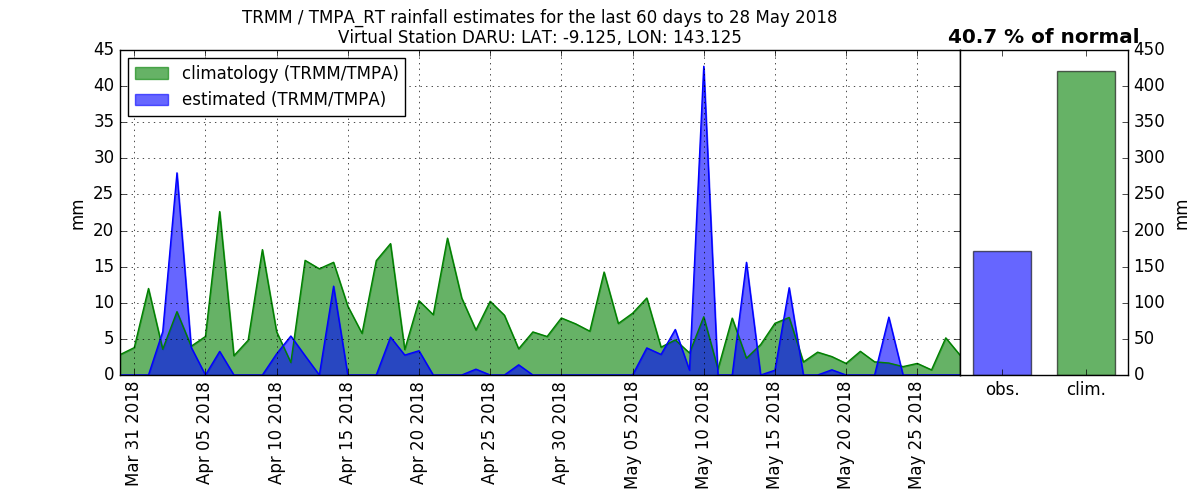 TRMM / TMPA_RT rainfall estimates for the last 60 days to 28 May 2018
Virtual Station DARU: LAT: -9.125, LON: 143.125
40.7 % of normal
climatology (TRMM/TMPA)
estimated (TRMM/TMPA)
45
40
35
30
25
20
15
10
5
0
mm
Mar 31 2018
Apr 05 2018
Apr 10 2018
Apr 15 2018
Apr 20 2018
Apr 25 2018
Apr 30 2018
May 05 2018
May 10 2018
May 15 2018
May 20 2018
May 25 2018
450
400
350
300
250
200
150
100
50
0
mm
obs.
clim.